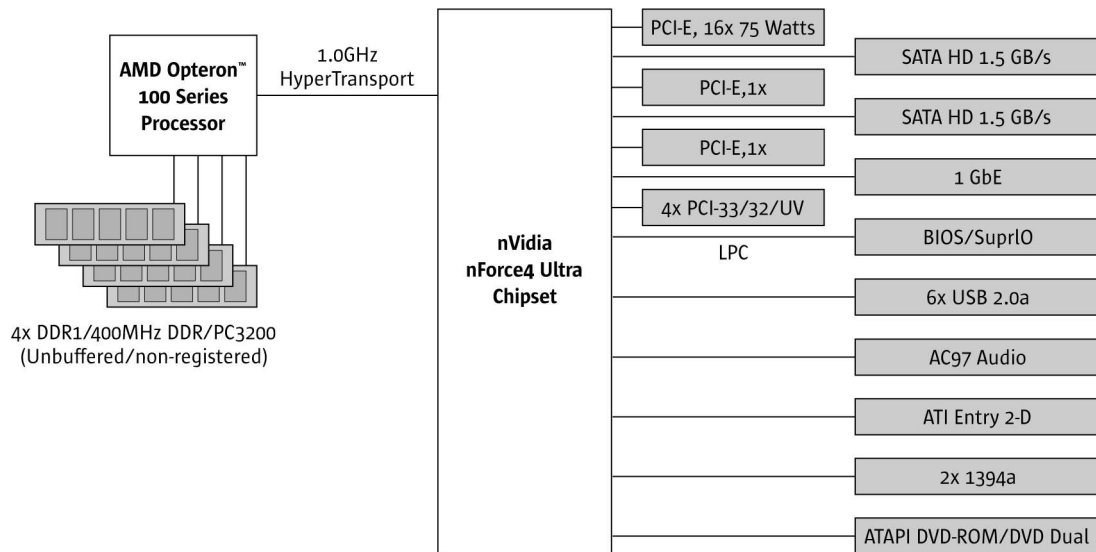 AMD Opteron™
100 Series
Processor
1.0GHz
HyperTransport
4x DDR1/400MHz DDR/PC3200
(Unbuffered/non-registered)
nVidia
nForce4 Ultra
Chipset
PCI-E, 16x 75 Watts
SATA HD 1.5 GB/s
PCI-E,1x
SATA HD 1.5 GB/s
PCI-E,1x
1 GbE
4x PCI-33/32/UV
BIOS/SuprIO
LPC
6x USB 2.0a
AC97 Audio
ATI Entry 2-D
2x 1394a
ATAPI DVD-ROM/DVD Dual